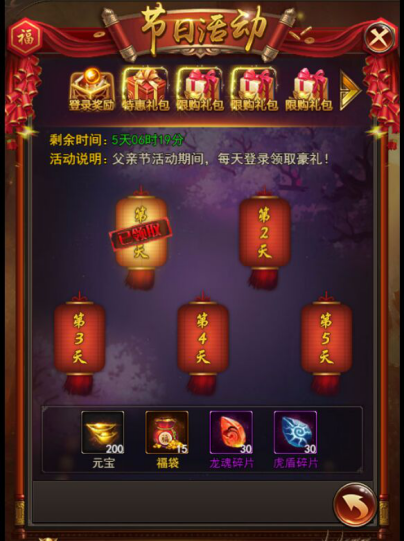 福
节日活动
登录奖励 特惠礼包 限购礼包 限购礼包 限购礼包
剩余时间：5天06时19分
活动说明：父亲节活动期间，每天登录领取豪礼！
第 天
已领取
第2天
第3天
第4天
第5天
200 15 30 30
元宝 福袋 龙魂碎片 虎盾碎片